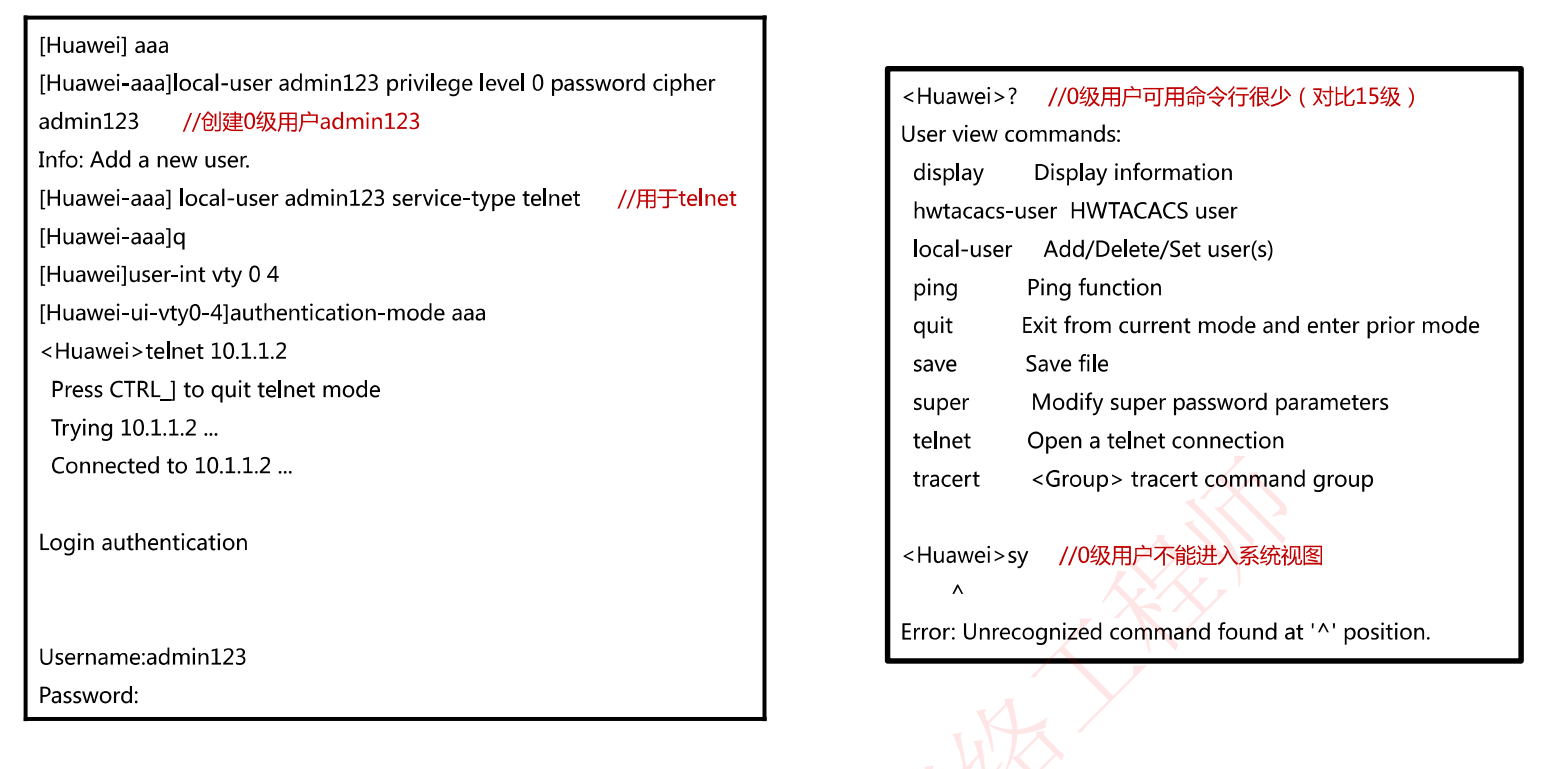 [Huawei] aaa
[Huawei-aaa]local-user admin123 privilege level 0 password cipher
admin123 //创建0级用户admin123
Info: Add a new user.
[Huawei-aaa] local-user admin123 service-type telnet //用于telnet
[Huawei-aaa]q
[Huawei]user-int vty 0 4
[Huawei-ui-vty0-4]authentication-mode aaa
<Huawei>telnet 10.1.1.2
Press CTRL_] to quit telnet mode
Trying 10.1.1.2 ...
Connected to 10.1.1.2 ...
Login authentication
Username:admin123
Password:
<Huawei>? //0级用户可用命令行很少（对比15级）
User view commands:
display Display information
hwtacacs-user HWTACACS user
local-user Add/Delete/Set user(s)
ping Ping function
quit Exit from current mode and enter prior mode
save Save file
super Modify super password parameters
telnet Open a telnet connection
tracert <Group> tracert command group
<Huawei>sy //0级用户不能进入系统视图
^
Error: Unrecognized command found at '^' position.
络工程师